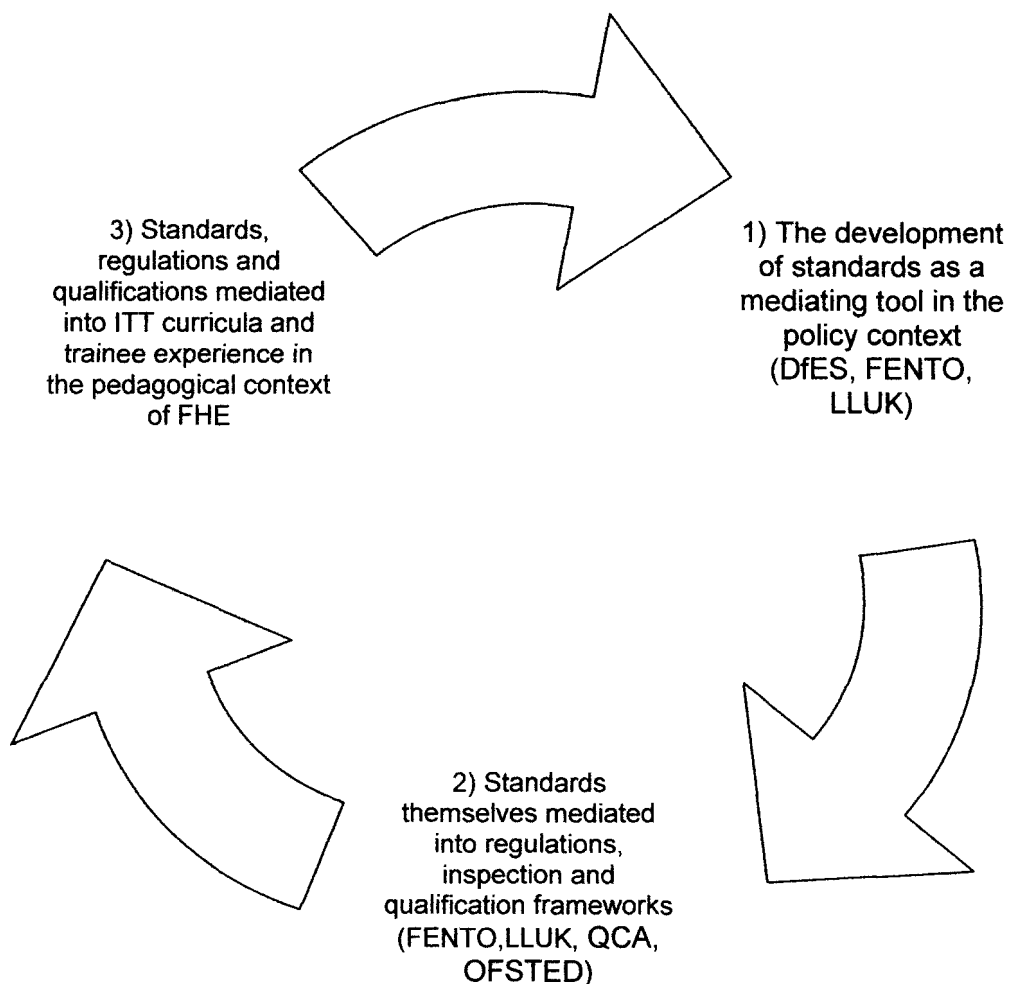 3) Standards,
regulations and
qualifications mediated
into ITT curricula and
trainee experience in
the pedagogical context
of FHE
1) The development
of standards as a
mediating tool in the
policy context
(DfES, FENTO,
LLUK)
2) Standards
themselves mediated
into regulations,
inspection and
qualification frameworks
(FENTO,LLUK, QCA,
OFSTED)